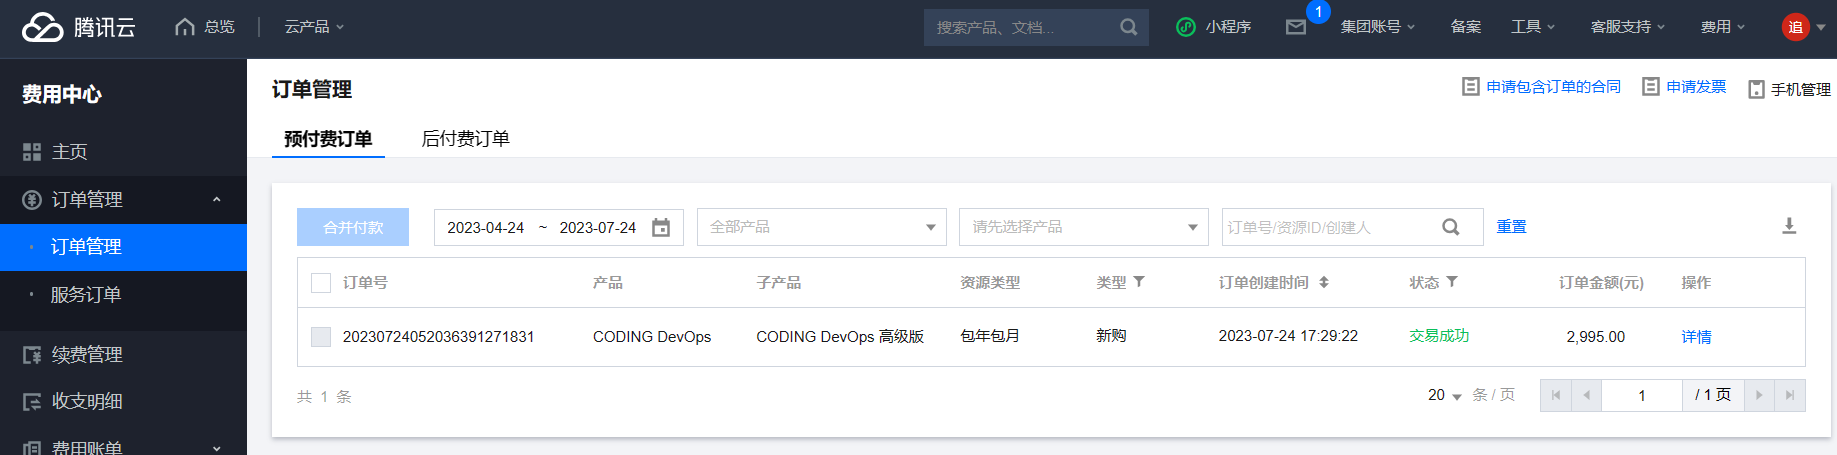 腾讯云 总览 云产品 搜索产品、文档... 小程序 1 集团账号 备案 工具 客服支持 费用 追
费用中心
主页
订单管理
订单管理
服务订单
续费管理
收支明细
费用账单
订单管理 申请包含订单的合同 申请发票 手机管理
预付费订单 后付费订单
合并付款 2023-04-24 ~ 2023-07-24 全部产品 请先选择产品 订单号/资源ID/创建人 重置
订单号 产品 子产品 资源类型 类型 订单创建时间 状态 订单金额(元) 操作
20230724052036391271831 CODING DevOps CODING DevOps 高级版 包年包月 新购 2023-07-24 17:29:22 交易成功 2,995.00 详情
共 1 条 20 条 / 页 1 / 1 页